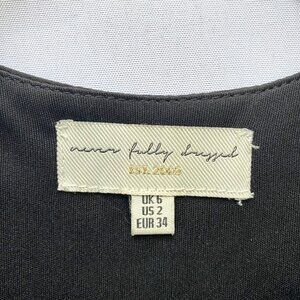 never fully dressed
EST. 2009
UK 6
US 2
EUR 34